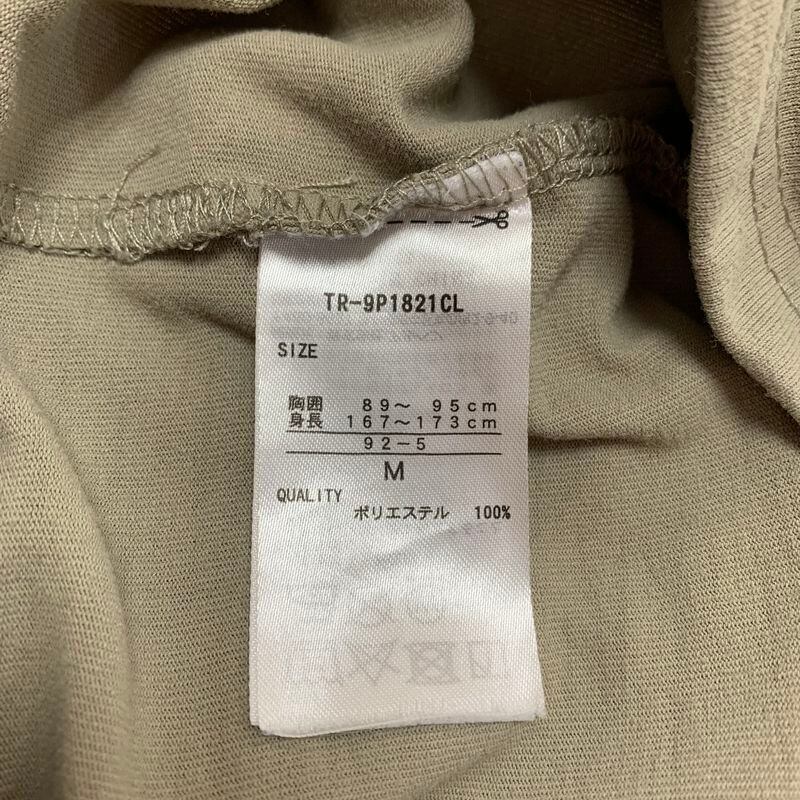 TR-9P1821CL
SIZE
胸囲 89～ 95cm
身長 167～173cm
92-5
M
QUALITY
ポリエステル 100%